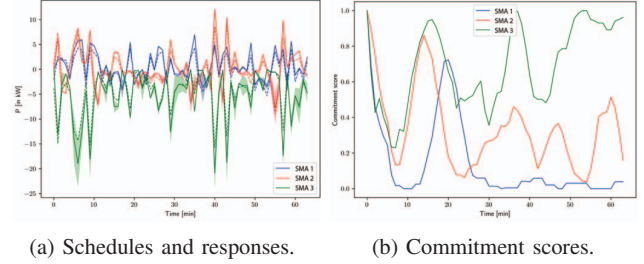 10
5
0
-5
-10
-15
-20
-25
P [in kW]
0
10
20
30
40
50
60
Time [min]
SMA 1
SMA 2
SMA 3
1.0
0.8
0.6
0.4
0.2
0.0
Commitment score
0
10
20
30
40
50
60
Time [min]
SMA 1
SMA 2
SMA 3
(a) Schedules and responses.
(b) Commitment scores.